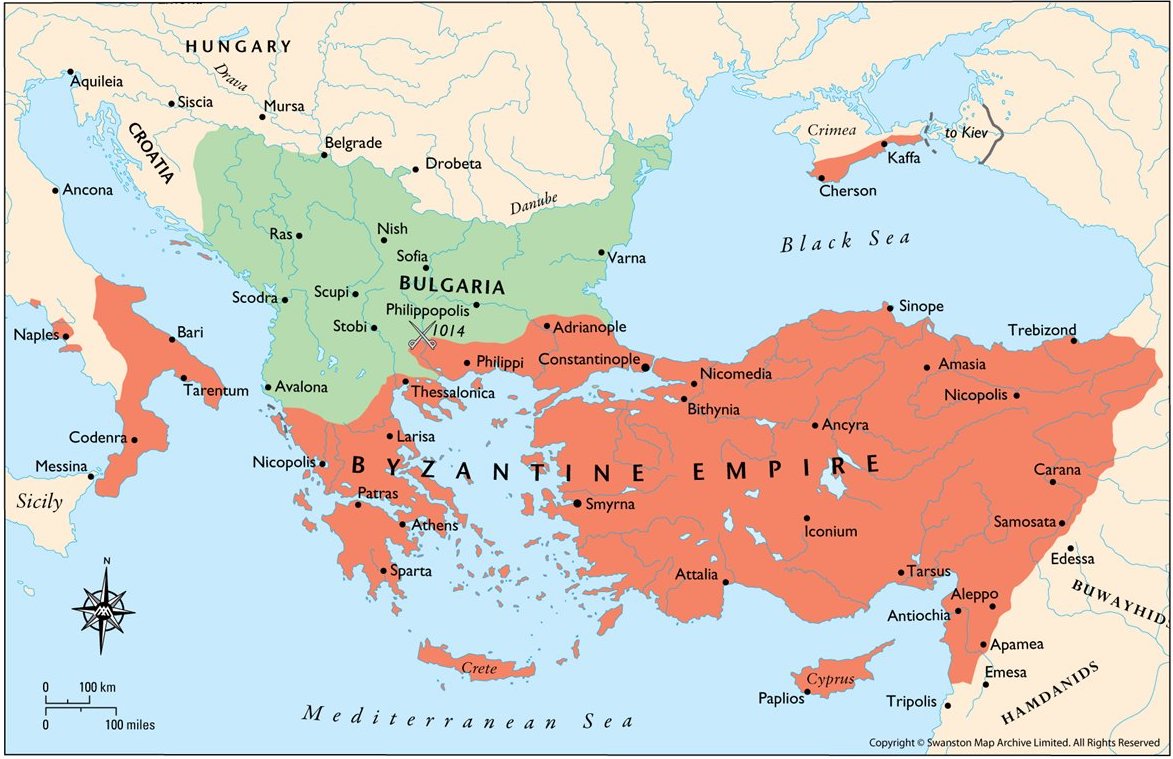 HUNGARY
Drava
Aquileia
Siscia
Mursa
CROATIA
Belgrade
Drobeta
Crimea
to Kiev
Kaffa
Cherson
Ancona
Danube
Ras
Nish
Sofia
Varna
Black Sea
BULGARIA
Scodra
Scupi
Philippopolis
Stobi
1014
Adrianople
Sinope
Trebizond
Naples
Bari
Philippi
Constantinople
Nicomedia
Amasia
Tarentum
Avalona
Thessalonica
Bithynia
Nicopolis
Ancyra
Codenra
Larisa
Messina
Nicopolis
BYZANTINE EMPIRE
Carana
Sicily
Patras
Smyrna
Athens
Iconium
Samosata
Edessa
N
Sparta
Attalia
Tarsus
BUWAYHIDS
Aleppo
Antiochia
Apamea
Crete
Cyprus
Emesa
HAMDANIDS
0 100 km
0 100 miles
Paplios
Tripolis
Mediterranean Sea
Copyright © Swanston Map Archive Limited. All Rights Reserved